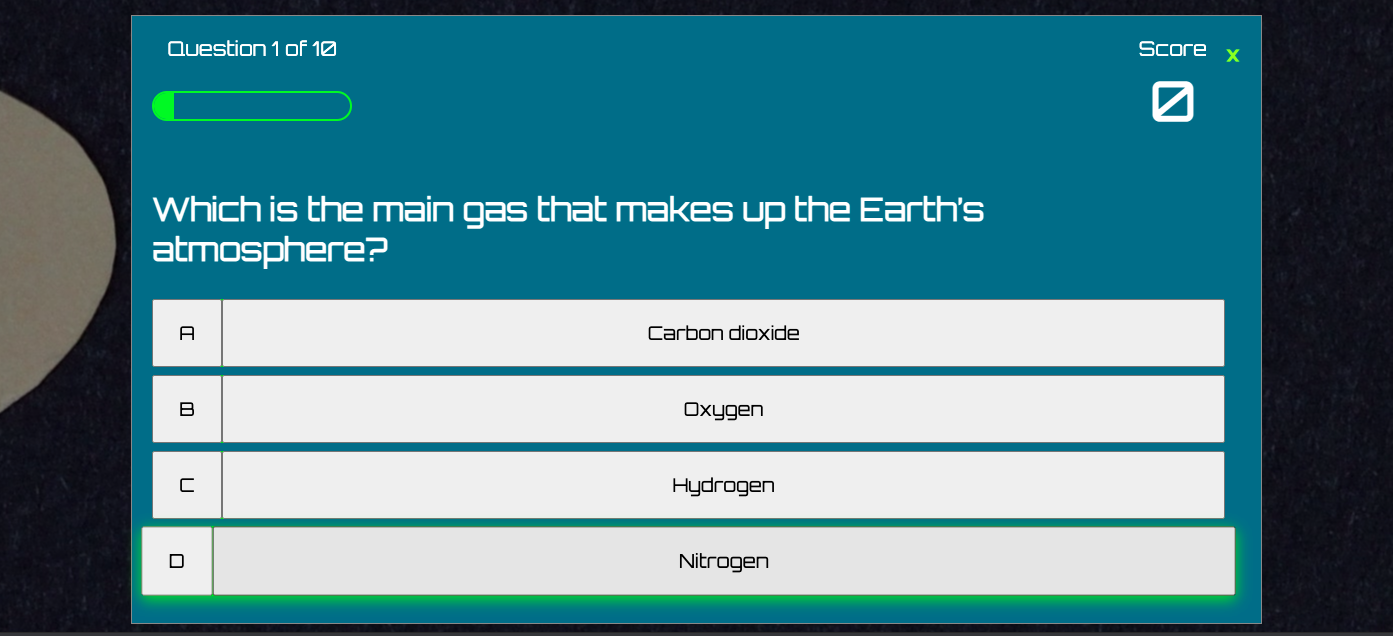 Question 1 of 10
Score
x
0
Which is the main gas that makes up the Earth's
atmosphere?
A Carbon dioxide
B Oxygen
C Hydrogen
D Nitrogen